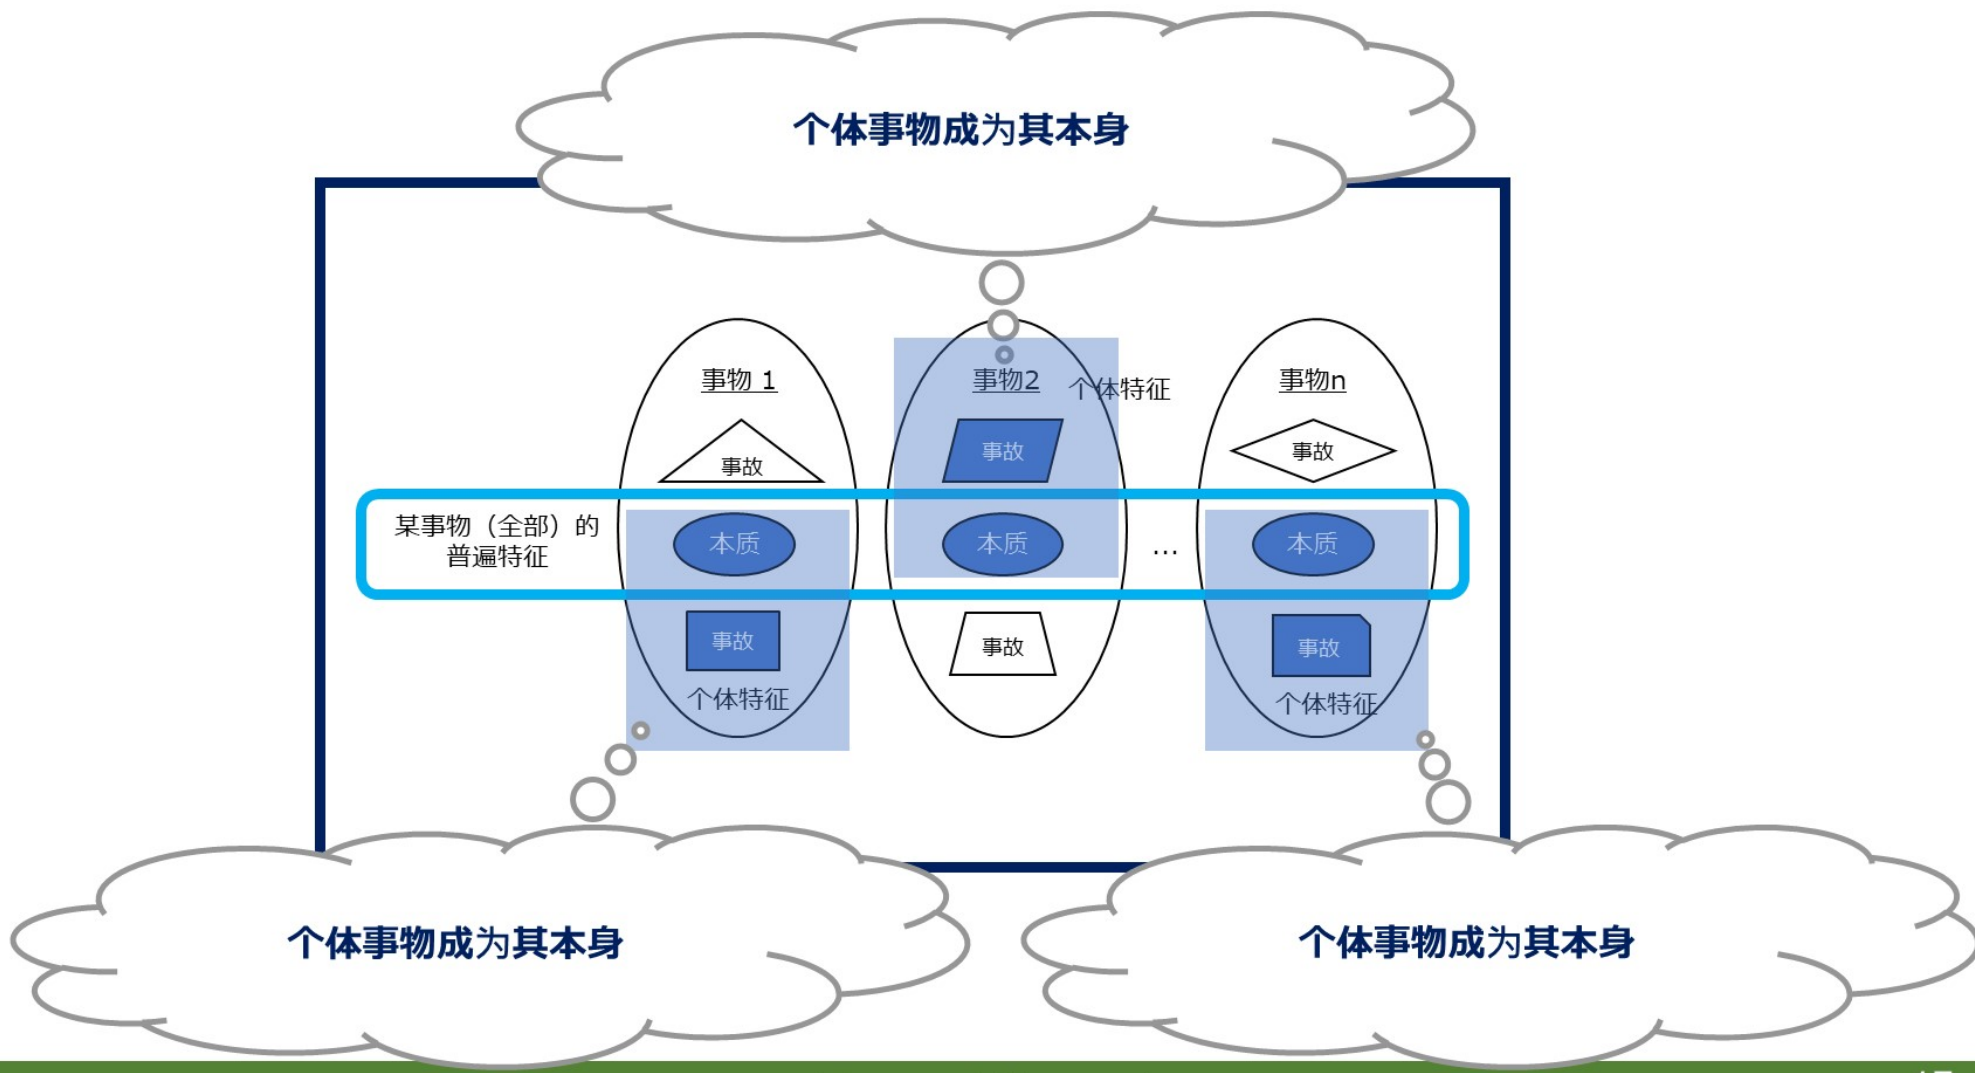 个体事物成为其本身
事物 1
事物2
个体特征
事物n
事故
事故
事故
某事物（全部）的
普遍特征
本质
本质
...
本质
事故
事故
事故
个体特征
个体特征
个体事物成为其本身
个体事物成为其本身